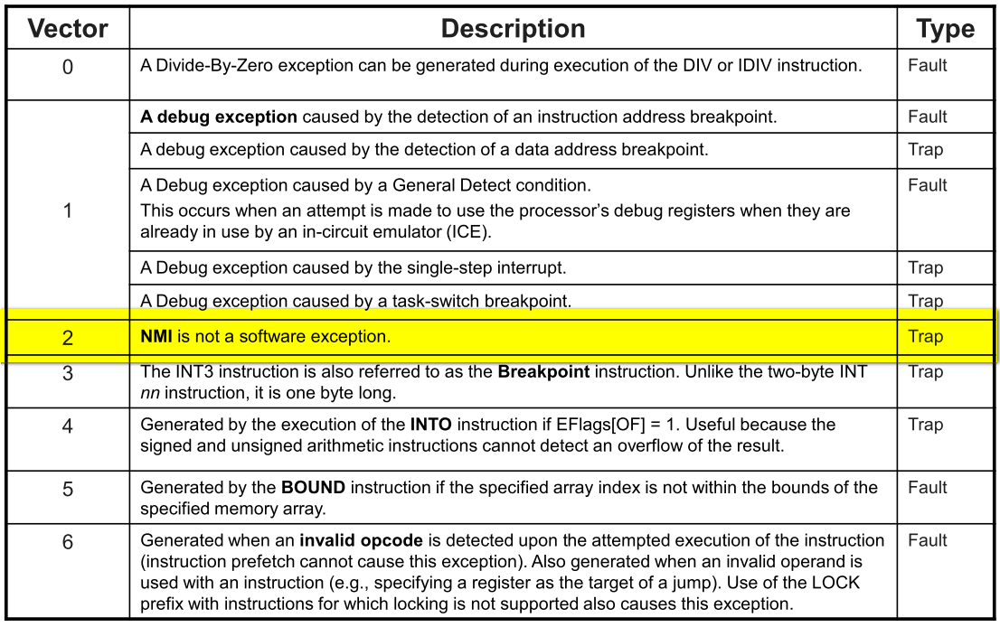 Vector Description Type
0 A Divide-By-Zero exception can be generated during execution of the DIV or IDIV instruction. Fault
A debug exception caused by the detection of an instruction address breakpoint. Fault
A debug exception caused by the detection of a data address breakpoint. Trap
A Debug exception caused by a General Detect condition. Fault
1 This occurs when an attempt is made to use the processor's debug registers when they are
already in use by an in-circuit emulator (ICE).
A Debug exception caused by the single-step interrupt. Trap
A Debug exception caused by a task-switch breakpoint. Trap
2 NMI is not a software exception. Trap
3 The INT3 instruction is also referred to as the Breakpoint instruction. Unlike the two-byte INT Trap
nn instruction, it is one byte long.
4 Generated by the execution of the INTO instruction if EFlags[OF] = 1. Useful because the Trap
signed and unsigned arithmetic instructions cannot detect an overflow of the result.
5 Generated by the BOUND instruction if the specified array index is not within the bounds of the Fault
specified memory array.
6 Generated when an invalid opcode is detected upon the attempted execution of the instruction Fault
(instruction prefetch cannot cause this exception). Also generated when an invalid operand is
used with an instruction (e.g., specifying a register as the target of a jump). Use of the LOCK
prefix with instructions for which locking is not supported also causes this exception.